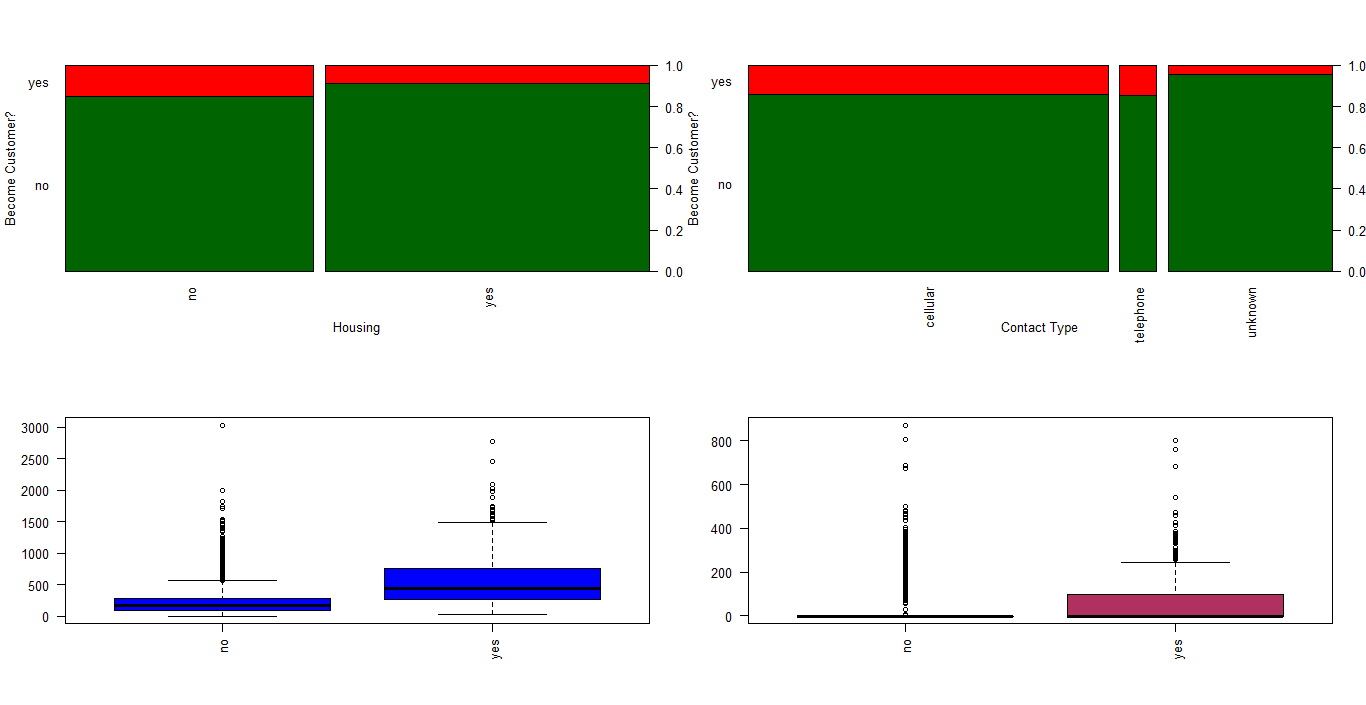 yes
no
Become Customer?
1.0
0.8
0.6
0.4
0.2
0.0
no
yes
Housing
yes
no
Become Customer?
1.0
0.8
0.6
0.4
0.2
0.0
cellular
telephone
unknown
Contact Type
3000
2500
2000
1500
1000
500
0
no
yes
800
600
400
200
0
no
yes